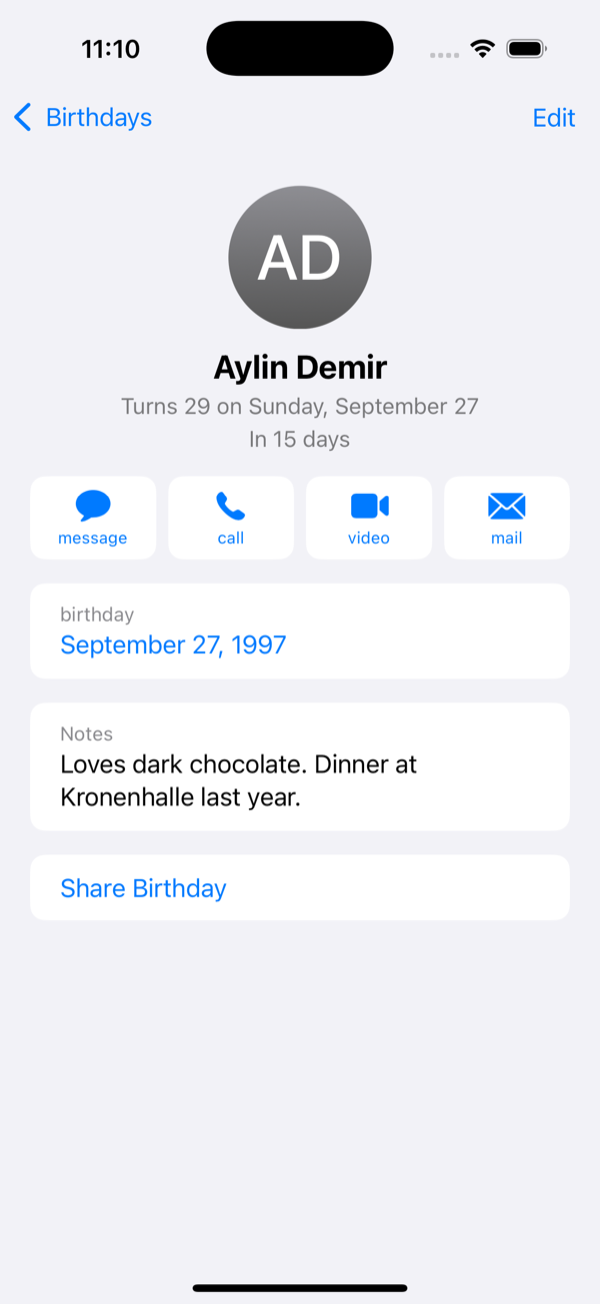 11:10
Birthdays
Edit
AD
Aylin Demir
Turns 29 on Sunday, September 27
In 15 days
message
call
video
mail
birthday
September 27, 1997
Notes
Loves dark chocolate. Dinner at
Kronenhalle last year.
Share Birthday